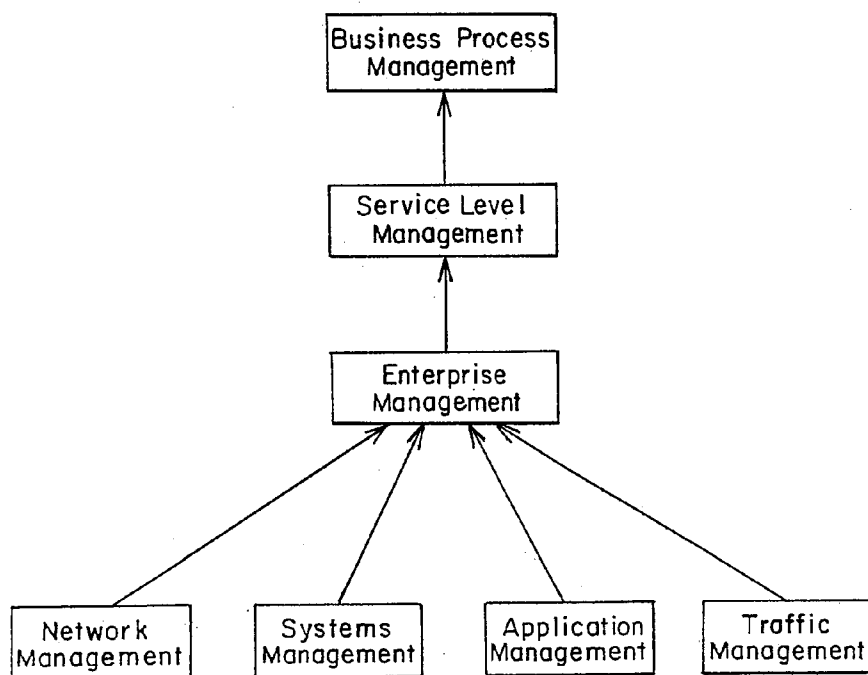 Business Process
Management
Service Level
Management
Enterprise
Management
Network
Management
Systems
Management
Application
Management
Traffic
Management